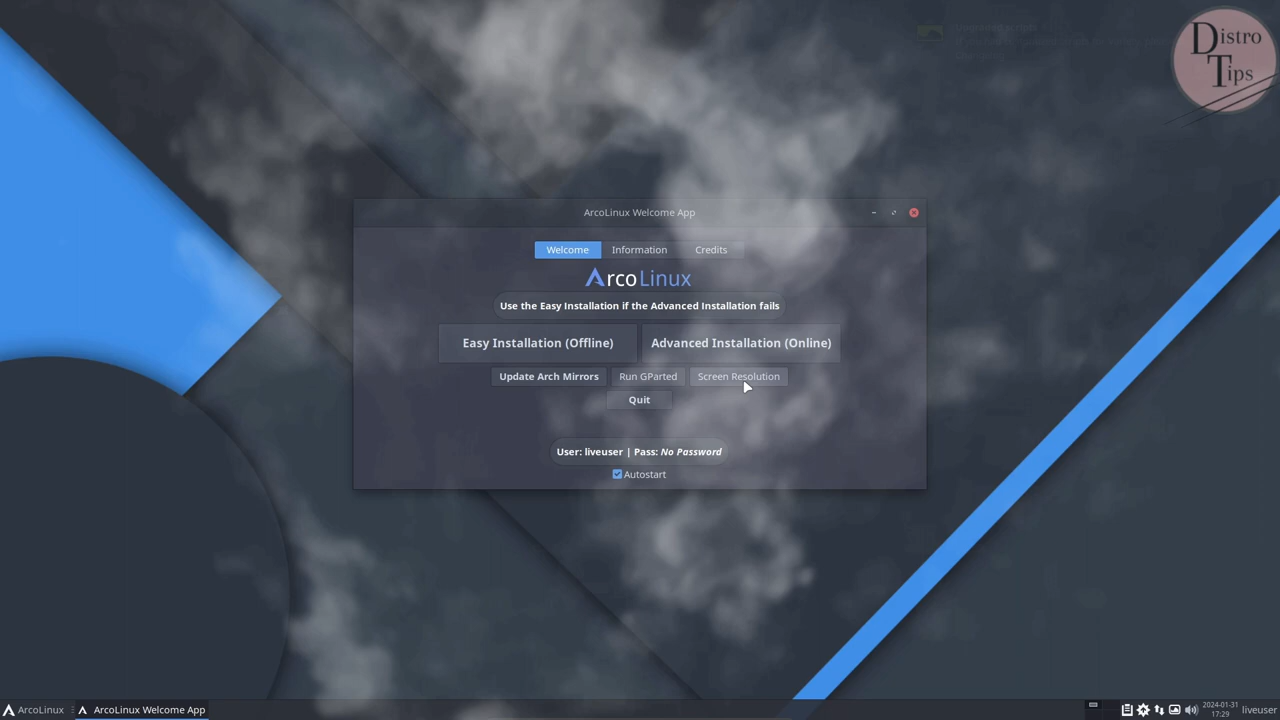 Distro
Tips
ArcoLinux Welcome App
Welcome Information Credits
ArcoLinux
Use the Easy Installation if the Advanced Installation fails
Easy Installation (Offline) Advanced Installation (Online)
Update Arch Mirrors Run GParted Screen Resolution
Quit
User: liveuser | Pass: No Password
Autostart
ArcoLinux ArcoLinux Welcome App 2024-01-31 liveuser
17:29